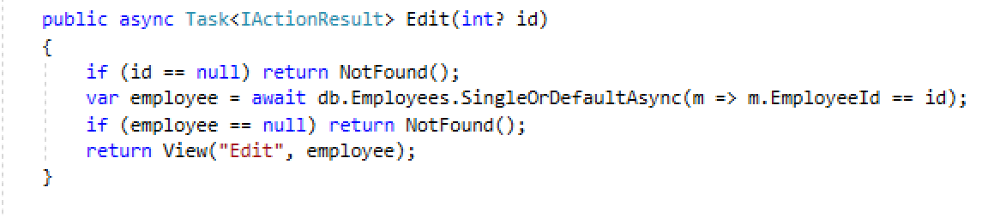 public async Task<IActionResult> Edit(int? id)
{
if (id == null) return NotFound();
var employee = await db.Employees.SingleOrDefaultAsync(m => m.EmployeeId == id);
if (employee == null) return NotFound();
return View("Edit", employee);
}